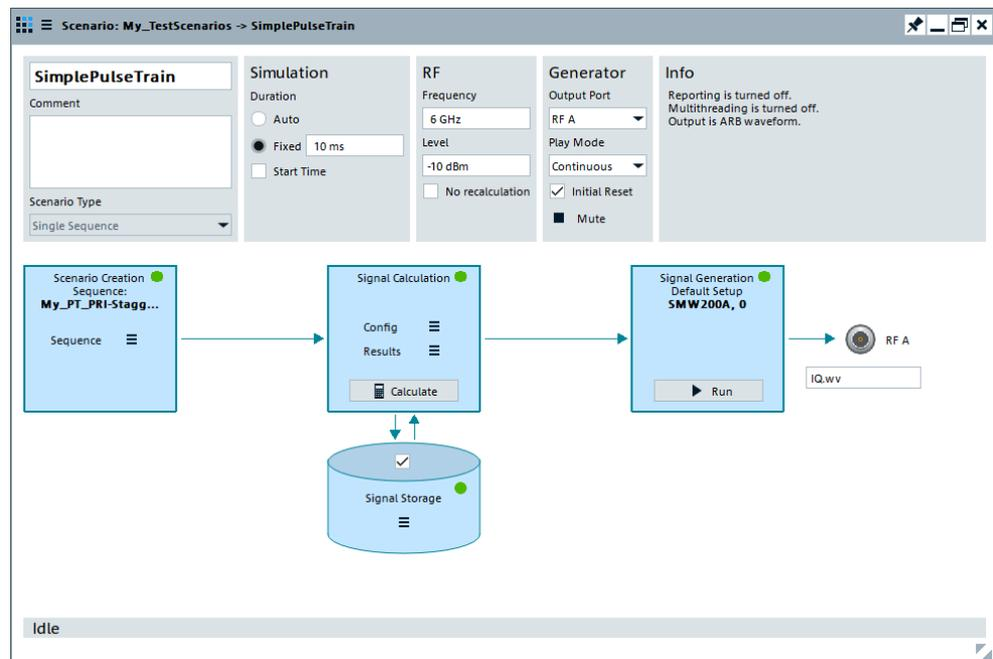 Scenario: My_TestScenarios -> SimplePulseTrain
SimplePulseTrain
Comment
Scenario Type
Single Sequence
Simulation
Duration
Auto
Fixed 10 ms
Start Time
RF
Frequency
6 GHz
Level
-10 dBm
No recalculation
Generator
Output Port
RF A
Play Mode
Continuous
Initial Reset
Mute
Info
Reporting is turned off.
Multithreading is turned off.
Output is ARB waveform.
Scenario Creation
Sequence:
My_PT_PRI-Stagg...
Sequence
Signal Calculation
Config
Results
Calculate
Signal Generation
Default Setup
SMW200A, 0
Run
RF A
IQ.wv
Signal Storage
Idle